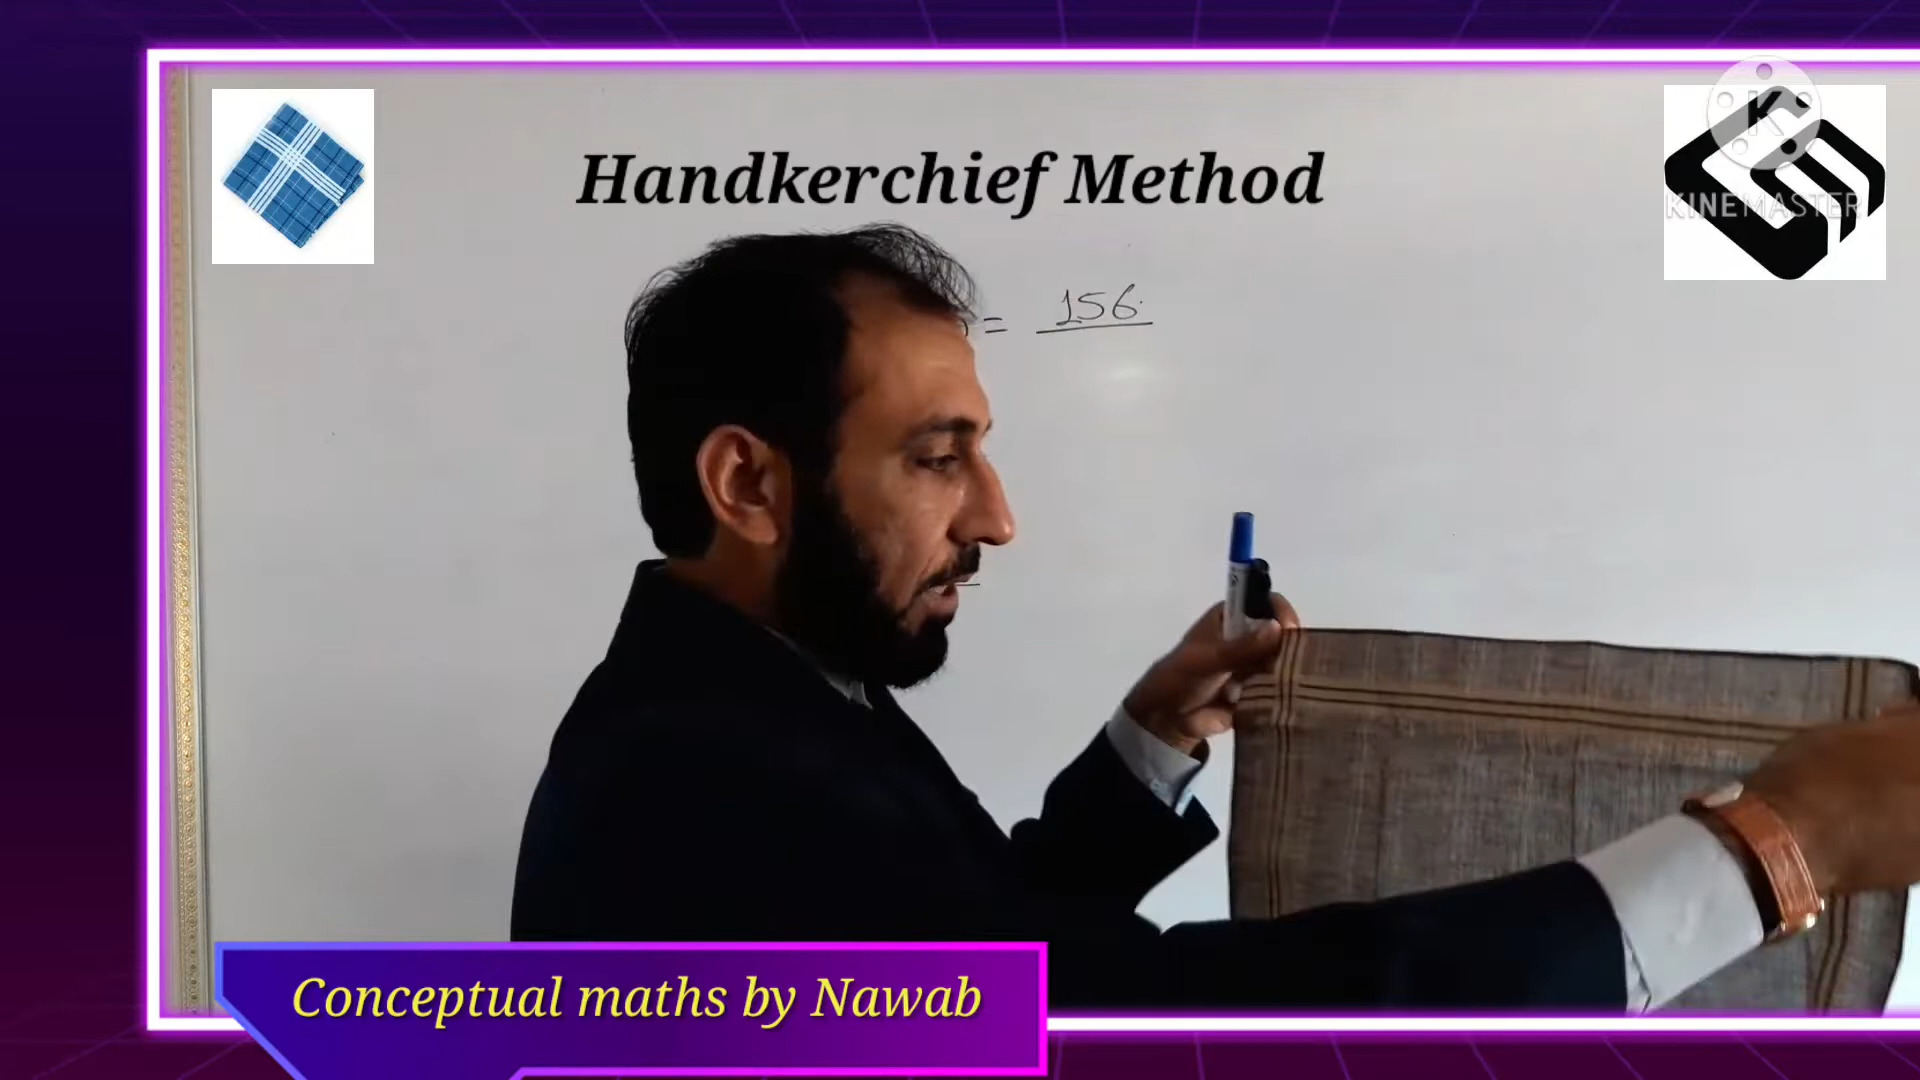 Handkerchief Method
KINEMASTER
= 156
Conceptual maths by Nawab